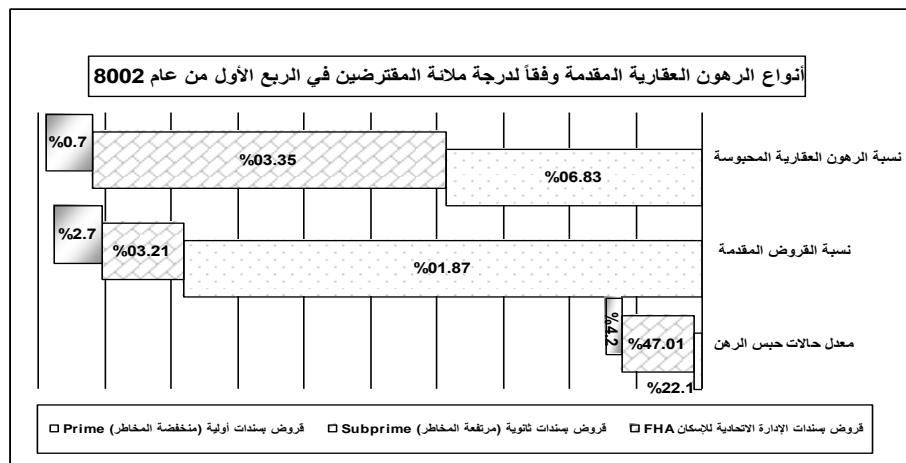 أنواع الرهون العقارية المقدمة وفقاً لدرجة ملائة المقترضين في الربع الأول من عام 8002
%0.7
%03.35
%06.83
نسبة الرهون العقارية المحبوسة
%2.7
%03.21
%01.87
نسبة القروض المقدمة
%4.2
%47.01
%22.1
معدل حالات حبس الرهن
قروض بسندات أولية (منخفضة المخاطر) Prime
قروض بسندات ثانوية (مرتفعة المخاطر) Subprime
قروض بسندات الإدارة الاتحادية للإسكان FHA